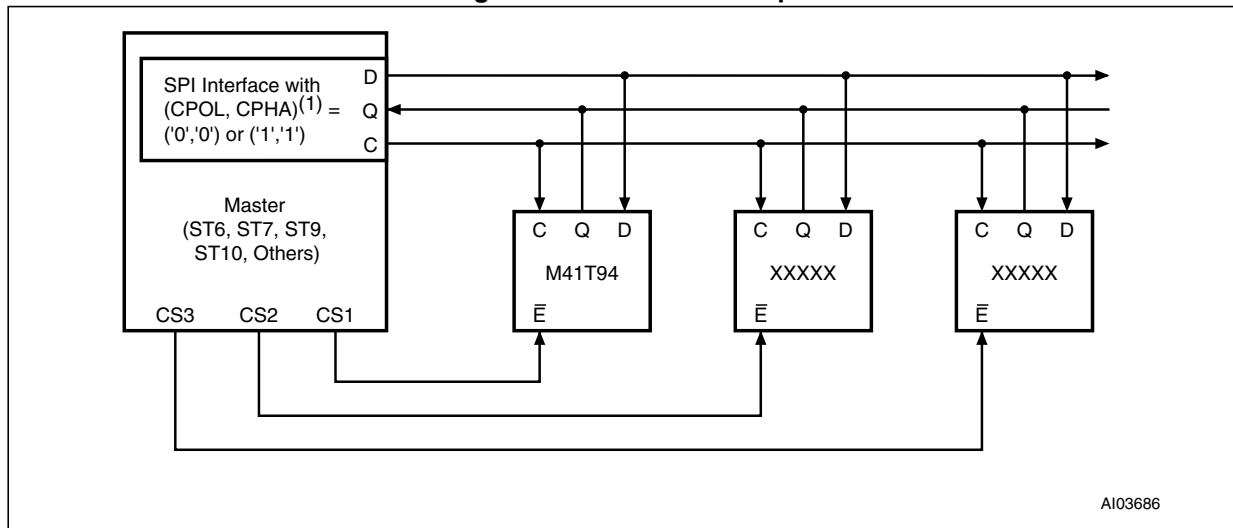 SPI Interface with
(CPOL, CPHA)(1) =
('0','0') or ('1','1')
D
Q
C
Master
(ST6, ST7, ST9,
ST10, Others)
CS3 CS2 CS1
C Q D
M41T94
E̅
C Q D
XXXXX
E̅
C Q D
XXXXX
E̅
AI03686